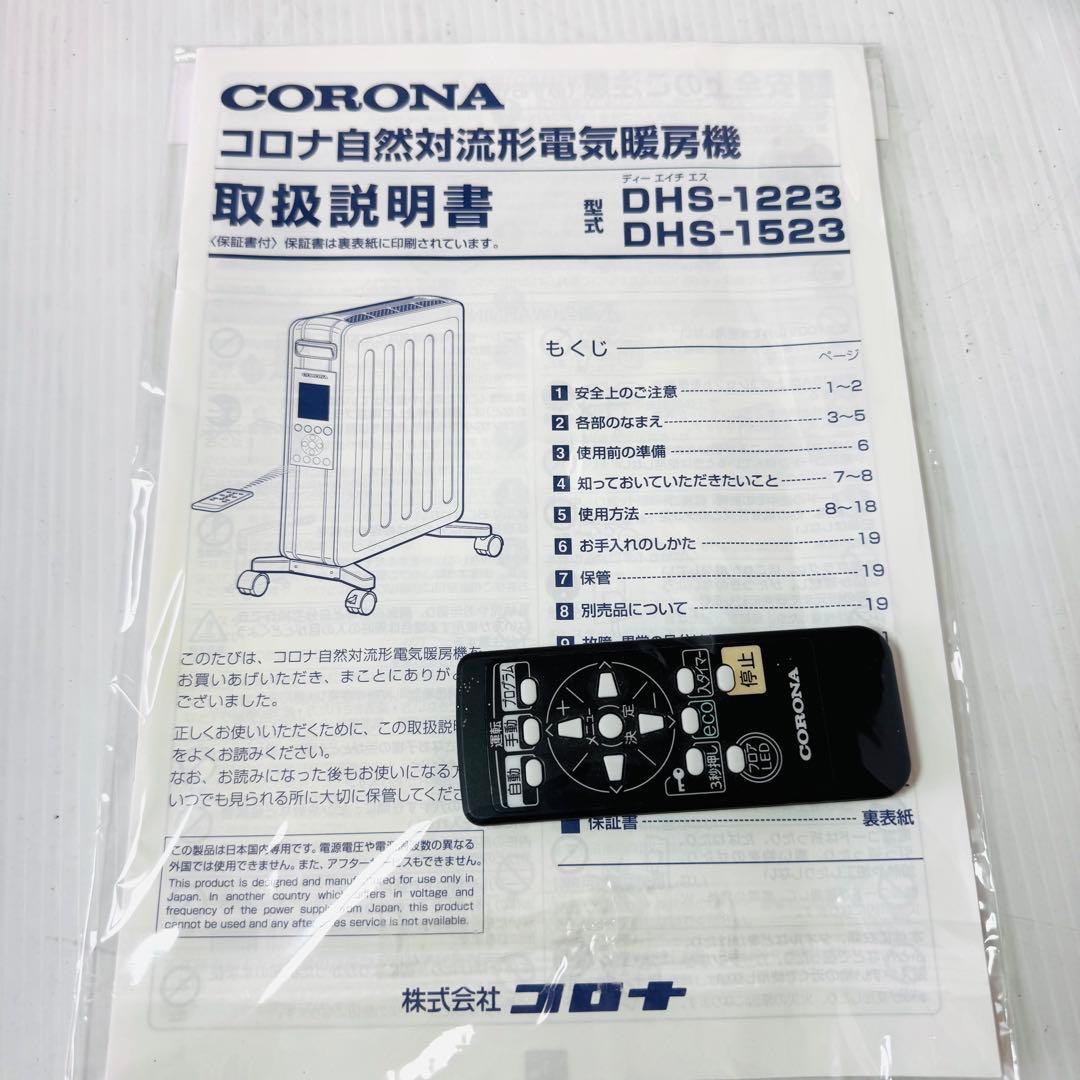 CORONA
コロナ自然対流形電気暖房機
取扱説明書
〈保証書付〉保証書は裏表紙に印刷されています。
型式
ディー エイチ エス
DHS-1223
DHS-1523
CORONA
もくじ
ページ
1 安全上のご注意 1〜2
2 各部のなまえ 3〜5
3 使用前の準備 6
4 知っておいていただきたいこと 7〜8
5 使用方法 8〜18
6 お手入れのしかた 19
7 保管 19
8 別売品について 19
9 故障・異常の
保証書 裏表紙
このたびは、コロナ自然対流形電気暖房機を
お買いあげいただき、まことにありが
ございました。
正しくお使いいただくために、この取扱説明
をよくお読みください。
なお、お読みになった後もお使いになる方
いつでも見られる所に大切に保管してくださ
この製品は日本国内専用です。電源電圧や電源周波数の異なる
外国では使用できません。また、アフターサービスもできません。
This product is designed and manufactured for use only in
Japan. In another country which differs in voltage and
frequency of the power supply from Japan, this product
cannot be used and any after sales service is not available.
株式会社 コロナ
運転
自動
手動
プログラム
メニュー
決定
＋
－
3秒押し
eco
入タイマー
フロア
LED
停止
CORONA